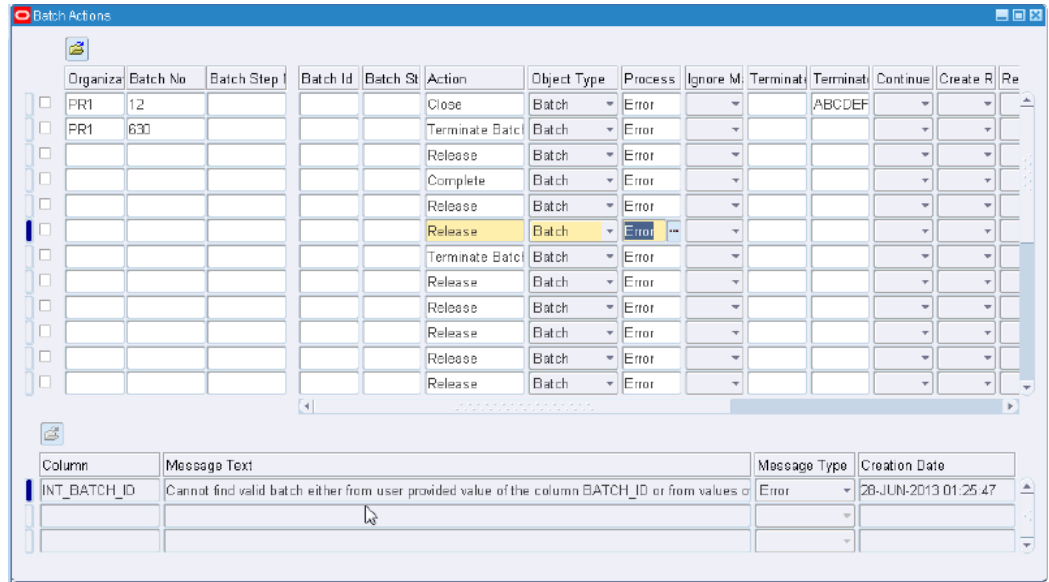 Batch Actions
Organiza Batch No Batch Step Batch Id Batch St Action Object Type Process Ignore M Terminat Terminat Continue Create R Re
PR1 12 Close Batch Error ABCDEF
PR1 630 Terminate Batc Batch Error
Release Batch Error
Complete Batch Error
Release Batch Error
Release Batch Error
Terminate Batc Batch Error
Release Batch Error
Release Batch Error
Release Batch Error
Release Batch Error
Release Batch Error
Column Message Text Message Type Creation Date
INT_BATCH_ID Cannot find valid batch either from user provided value of the column BATCH_ID or from values o Error 28-JUN-2013 01:25:47